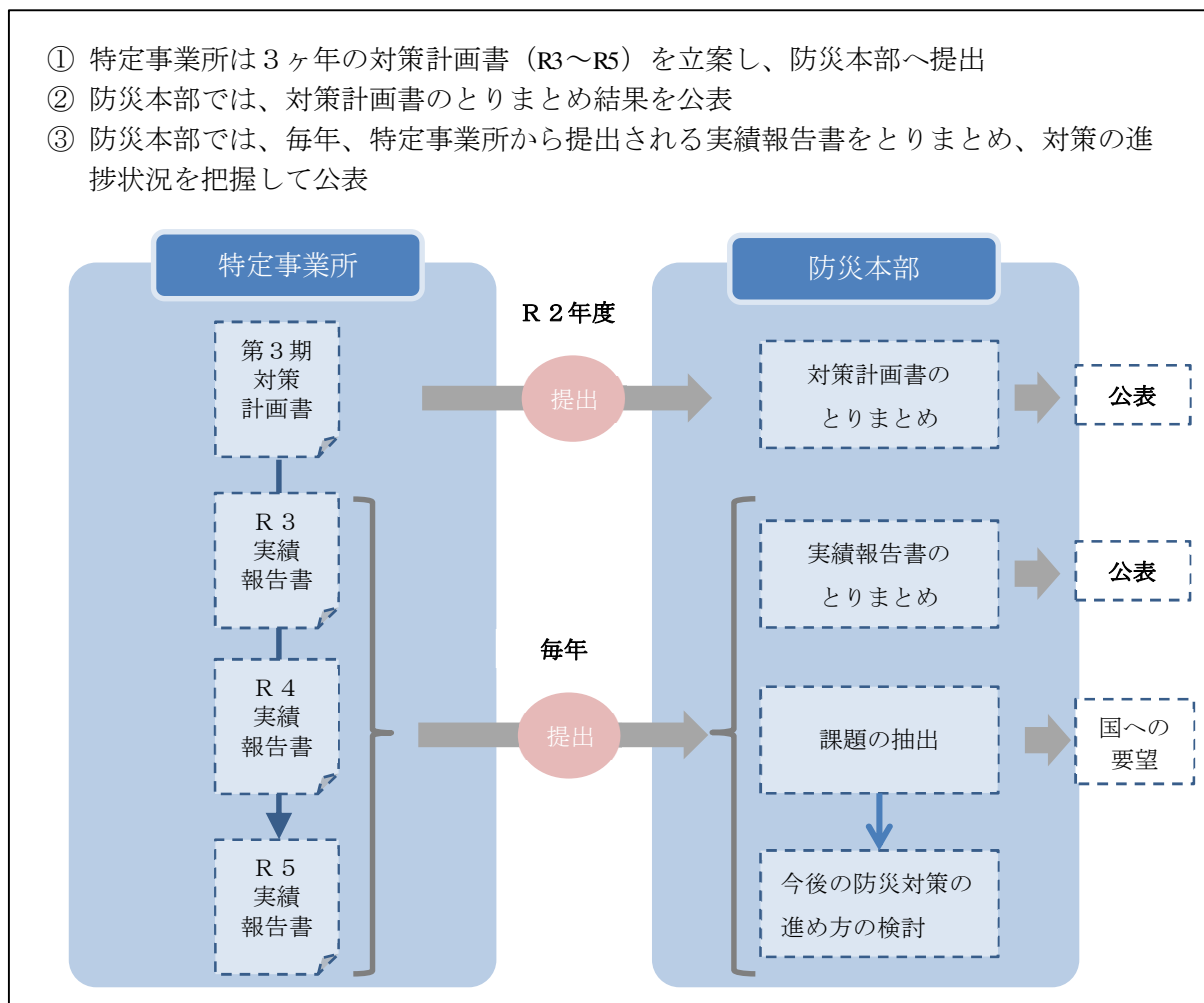 ① 特定事業所は３ヶ年の対策計画書（R3～R5）を立案し、防災本部へ提出
② 防災本部では、対策計画書のとりまとめ結果を公表
③ 防災本部では、毎年、特定事業所から提出される実績報告書をとりまとめ、対策の進
捗状況を把握して公表
特定事業所
防災本部
Ｒ２年度
第３期
対策
計画書
提出
対策計画書の
とりまとめ
公表
Ｒ３
実績
報告書
実績報告書の
とりまとめ
公表
毎年
Ｒ４
実績
報告書
提出
課題の抽出
国への
要望
Ｒ５
実績
報告書
今後の防災対策の
進め方の検討